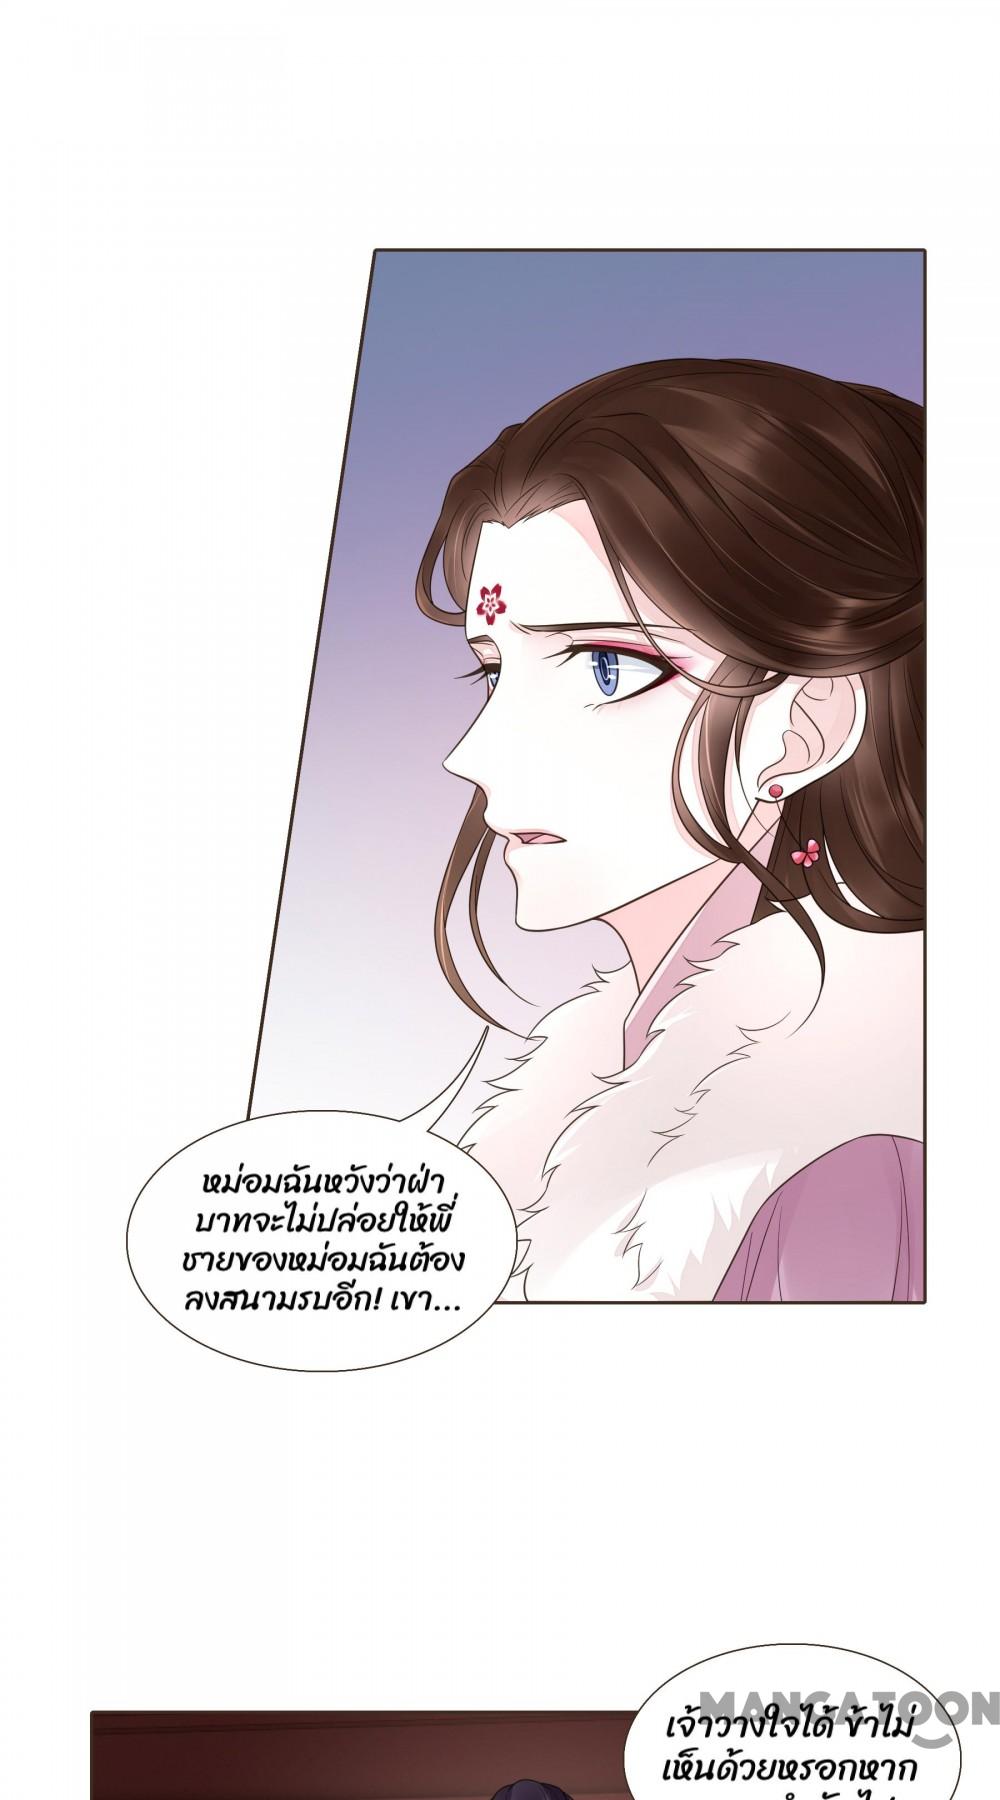 หม่อมฉันหวังว่าฝ่า
บาทจะไม่ปล่อยให้พี่
ชายของหม่อมฉันต้อง
ลงสนามรบอีก! เขา...
MANGATOON
เจ้าวางใจได้ ข้าไม่
เห็นด้วยหรอกหาก